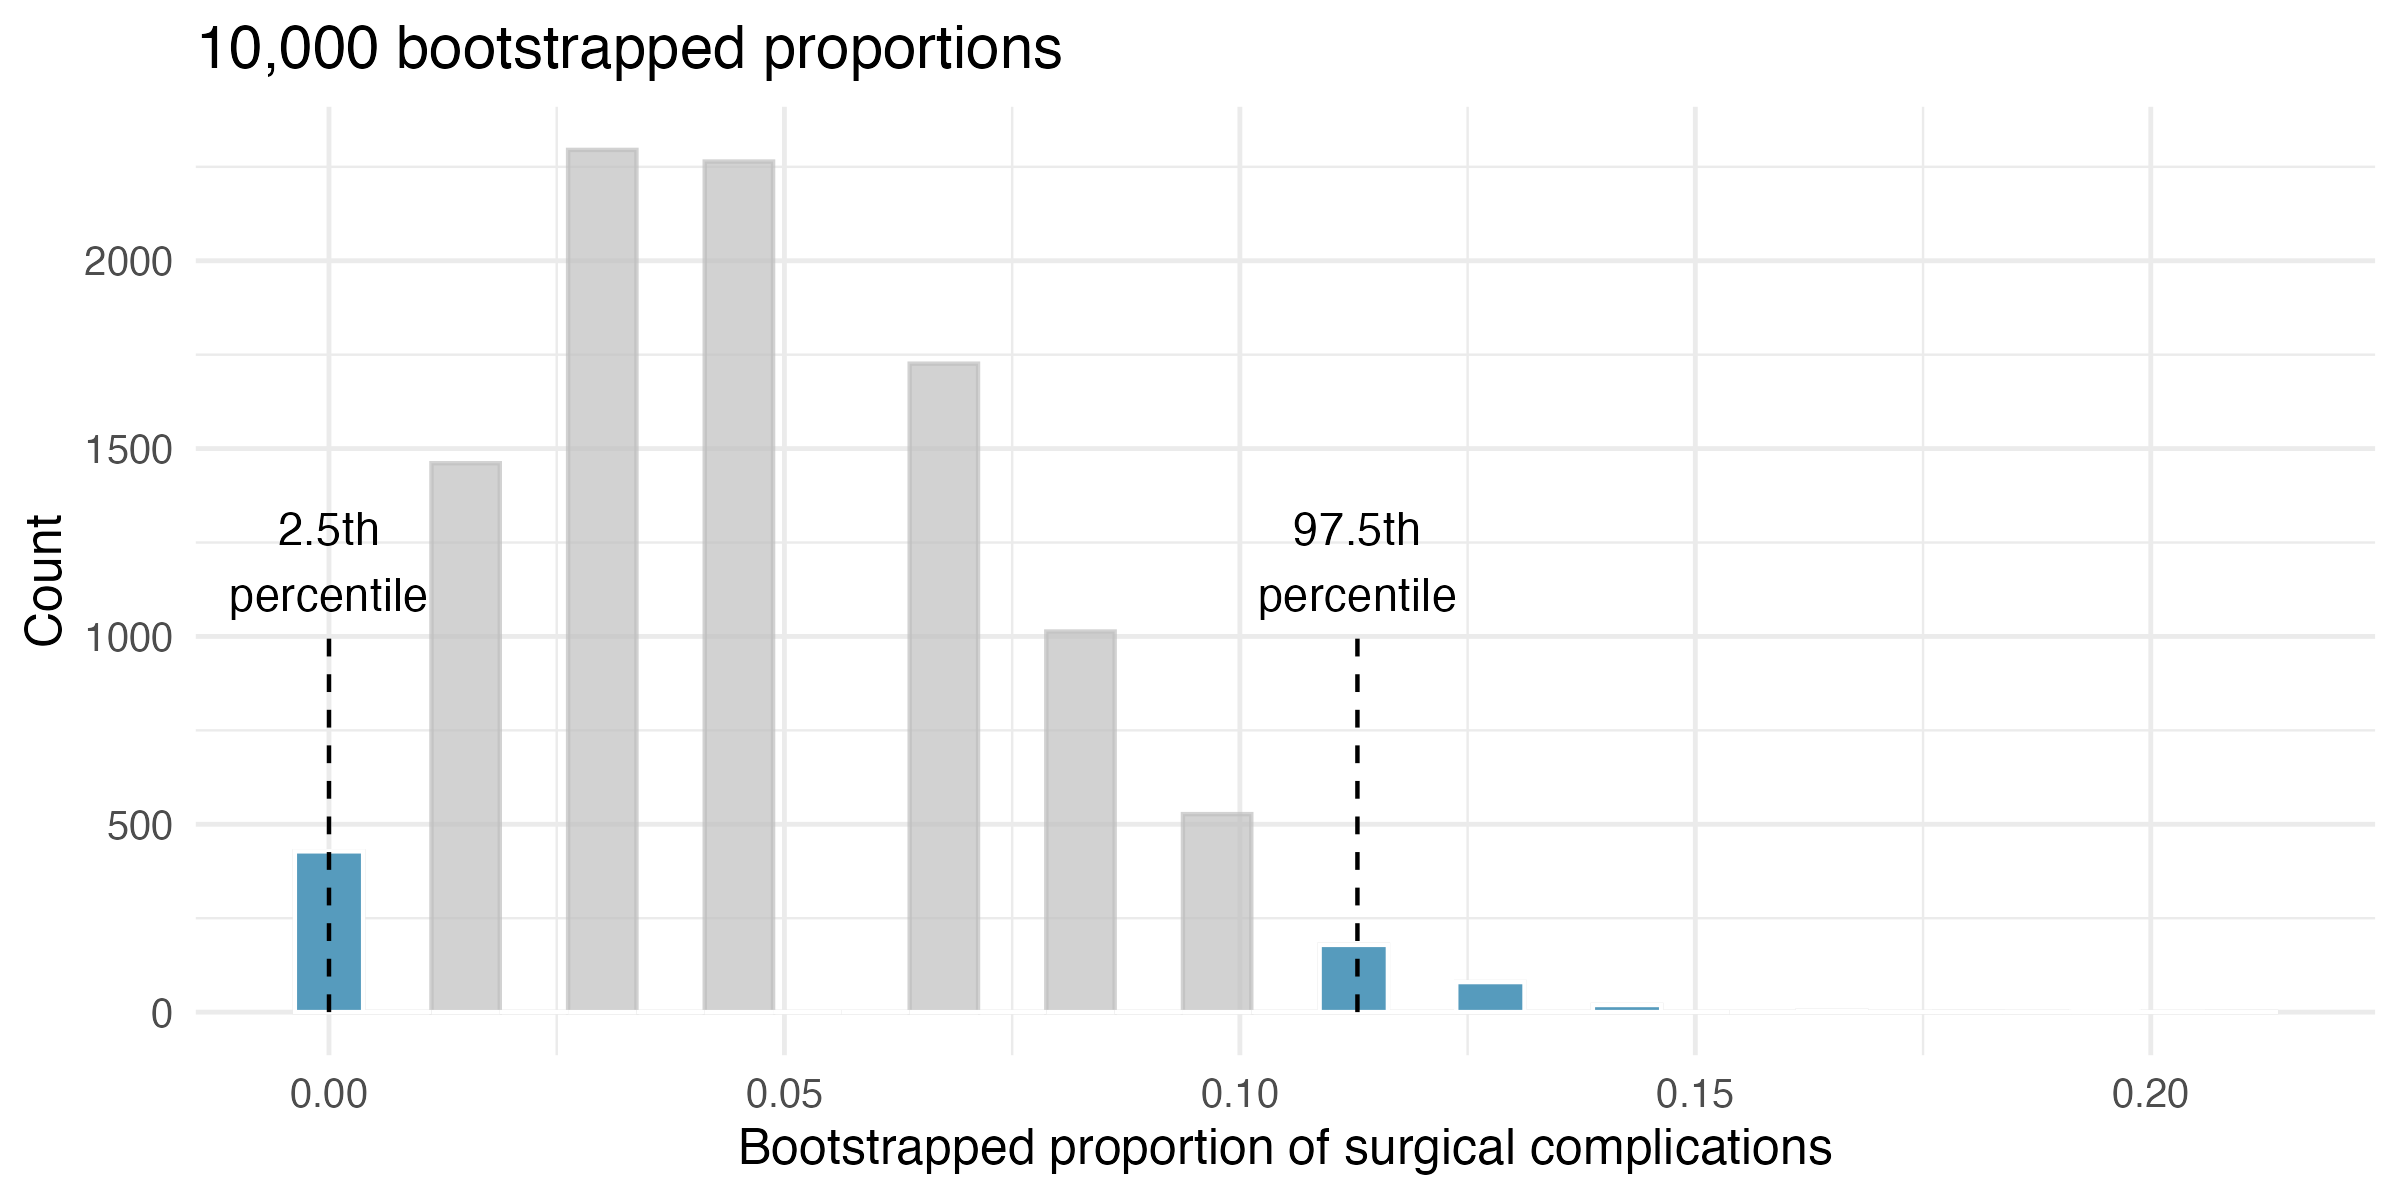 10,000 bootstrapped proportions
Count
2000
1500
1000
500
0
2.5th
percentile
97.5th
percentile
0.00
0.05
0.10
0.15
0.20
Bootstrapped proportion of surgical complications